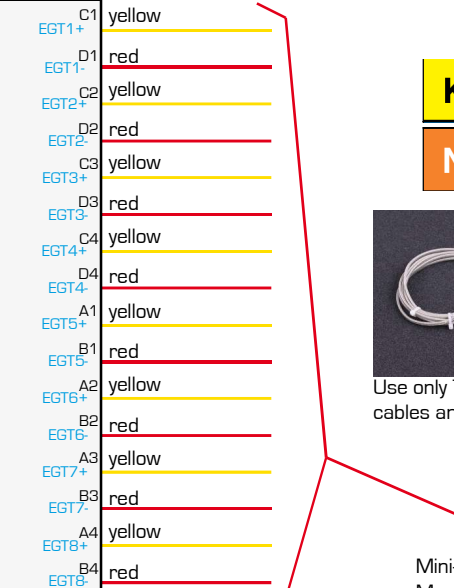 C1 yellow
EGT1+
D1 red
EGT1-
C2 yellow
EGT2+
D2 red
EGT2-
C3 yellow
EGT3+
D3 red
EGT3-
C4 yellow
EGT4+
D4 red
EGT4-
A1 yellow
EGT5+
B1 red
EGT5-
A2 yellow
EGT6+
B2 red
EGT6-
A3 yellow
EGT7+
B3 red
EGT7-
A4 yellow
EGT8+
B4 red
EGT8-
K
N
Use only
cables
Mini-